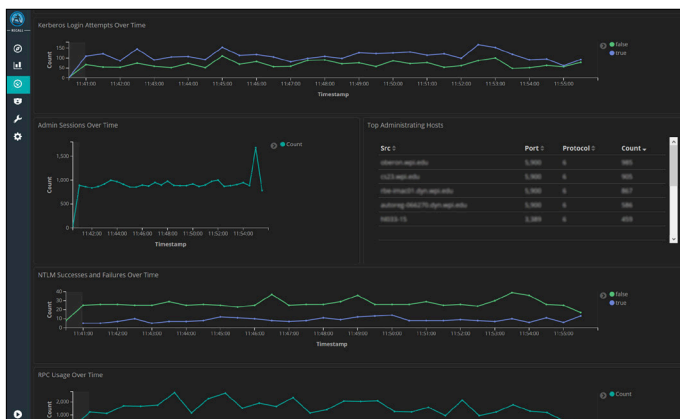 RECALL
Kerberos Login Attempts Over Time
150
100
50
0
Count
11:41:00 11:42:00 11:43:00 11:44:00 11:45:00 11:46:00 11:47:00 11:48:00 11:49:00 11:50:00 11:51:00 11:52:00 11:53:00 11:54:00 11:55:00
Timestamp
false
true
Admin Sessions Over Time
1,500
1,000
500
0
Count
11:42:00 11:44:00 11:46:00 11:48:00 11:50:00 11:52:00 11:54:00
Timestamp
Count
Top Administrating Hosts
Src Port Protocol Count
5,900 6 985
5,900 6 905
5,900 6 867
5,900 6 586
3,389 6 459
NTLM Successes and Failures Over Time
40
30
20
10
0
Count
11:41:00 11:42:00 11:43:00 11:44:00 11:45:00 11:46:00 11:47:00 11:48:00 11:49:00 11:50:00 11:51:00 11:52:00 11:53:00 11:54:00 11:55:00
Timestamp
false
true
RPC Usage Over Time
2,000
Count
Count